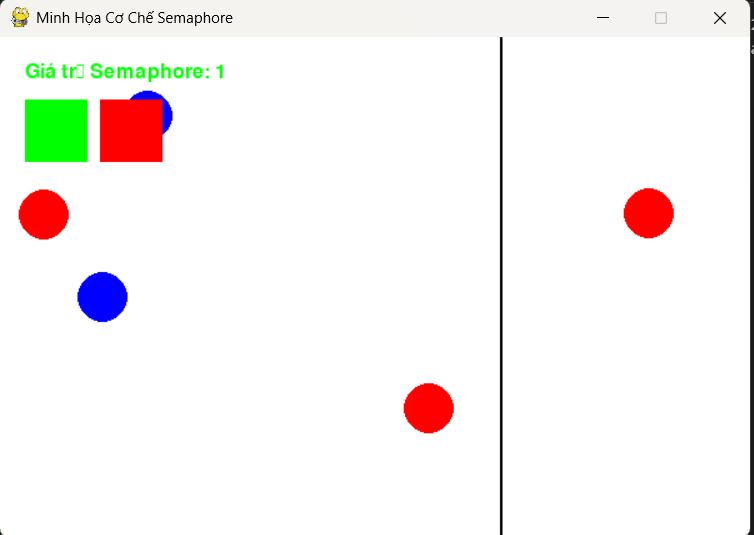 Minh Họa Cơ Chế Semaphore
Giá tr▯ Semaphore: 1